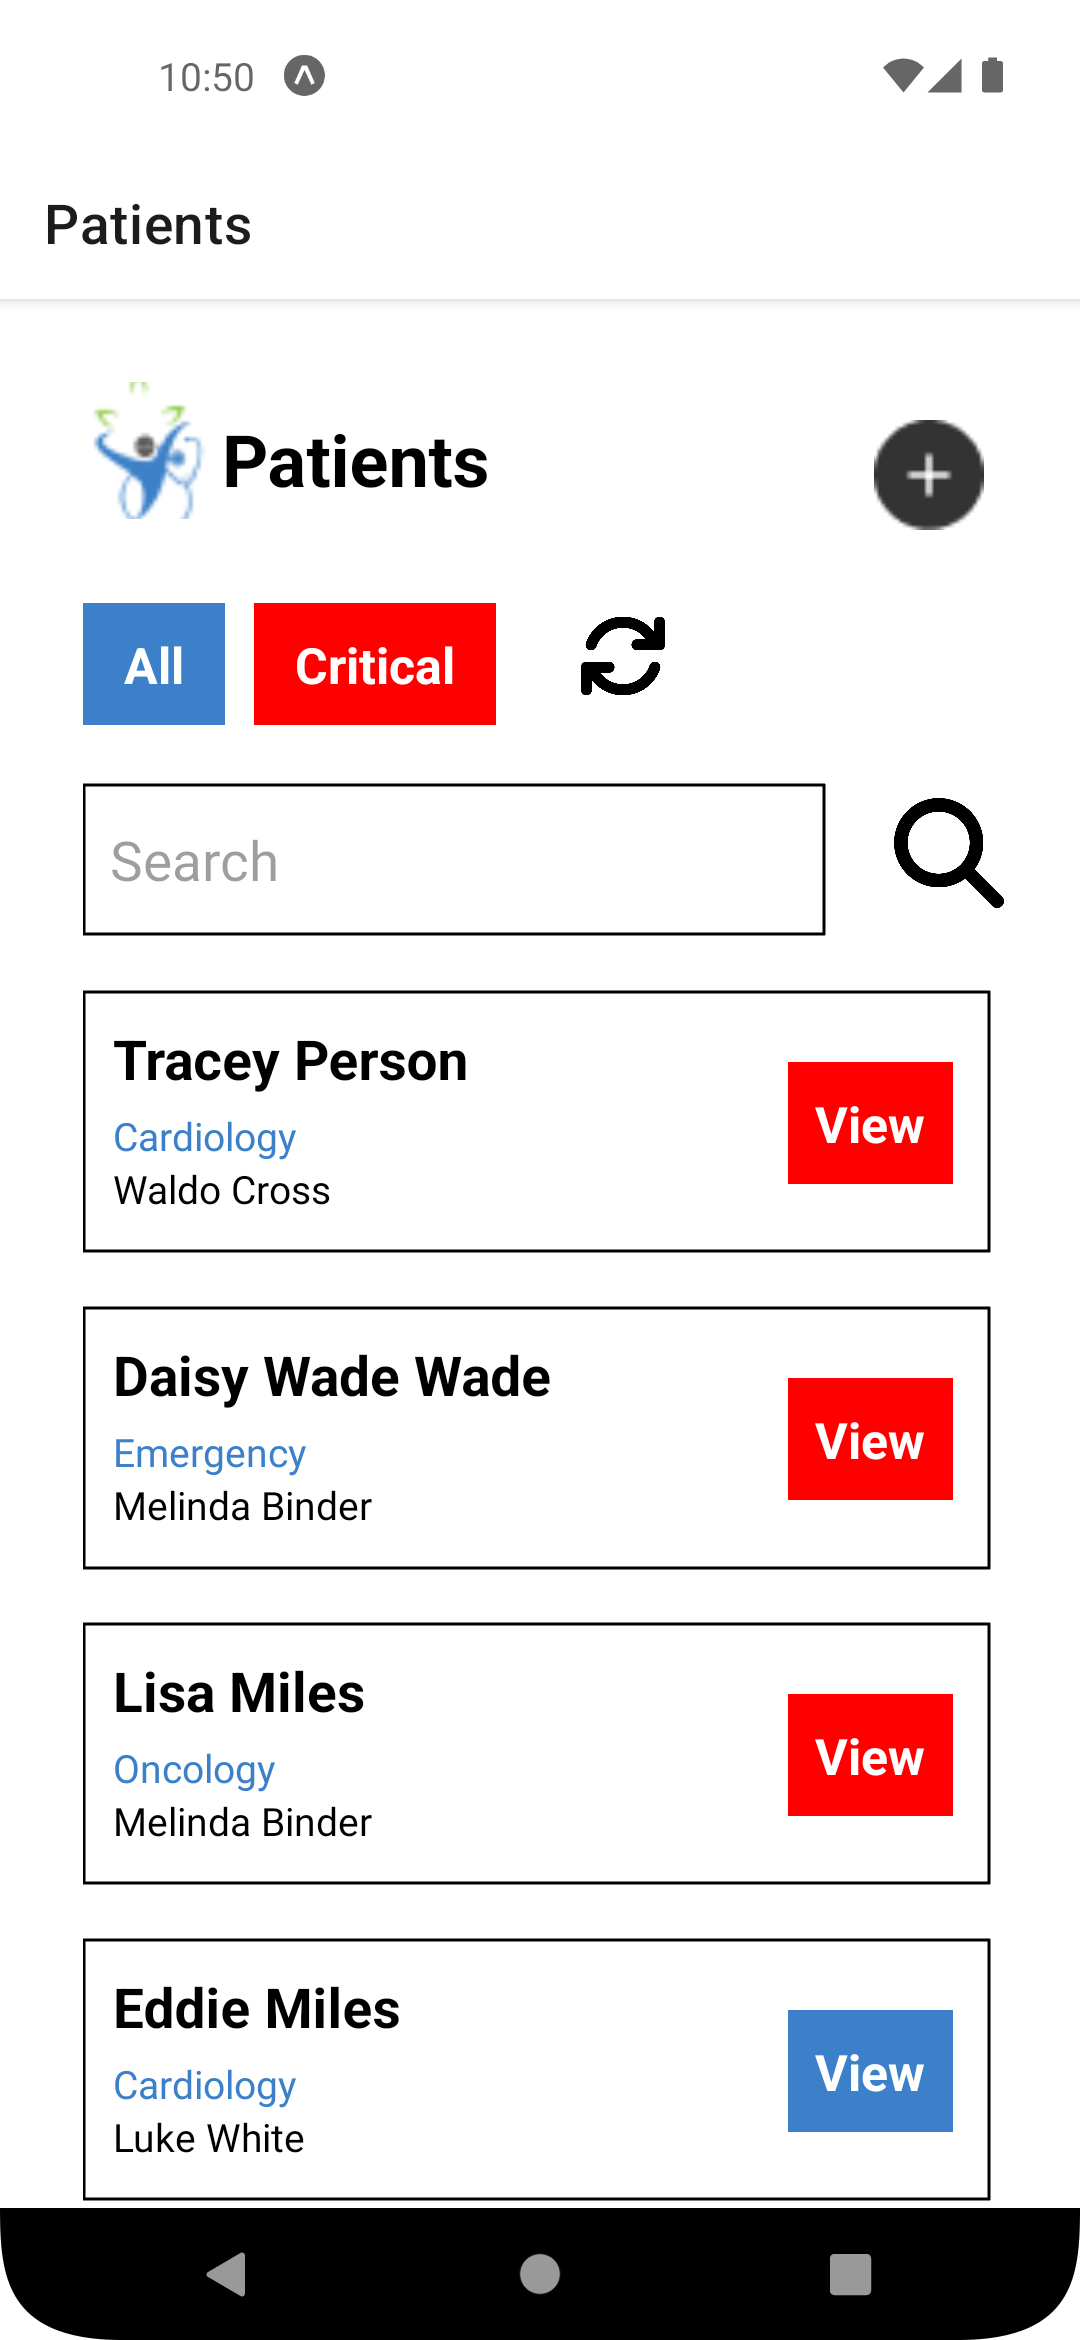 10:50
Patients
Patients
All Critical
Search
Tracey Person
Cardiology
Waldo Cross
View
Daisy Wade Wade
Emergency
Melinda Binder
View
Lisa Miles
Oncology
Melinda Binder
View
Eddie Miles
Cardiology
Luke White
View